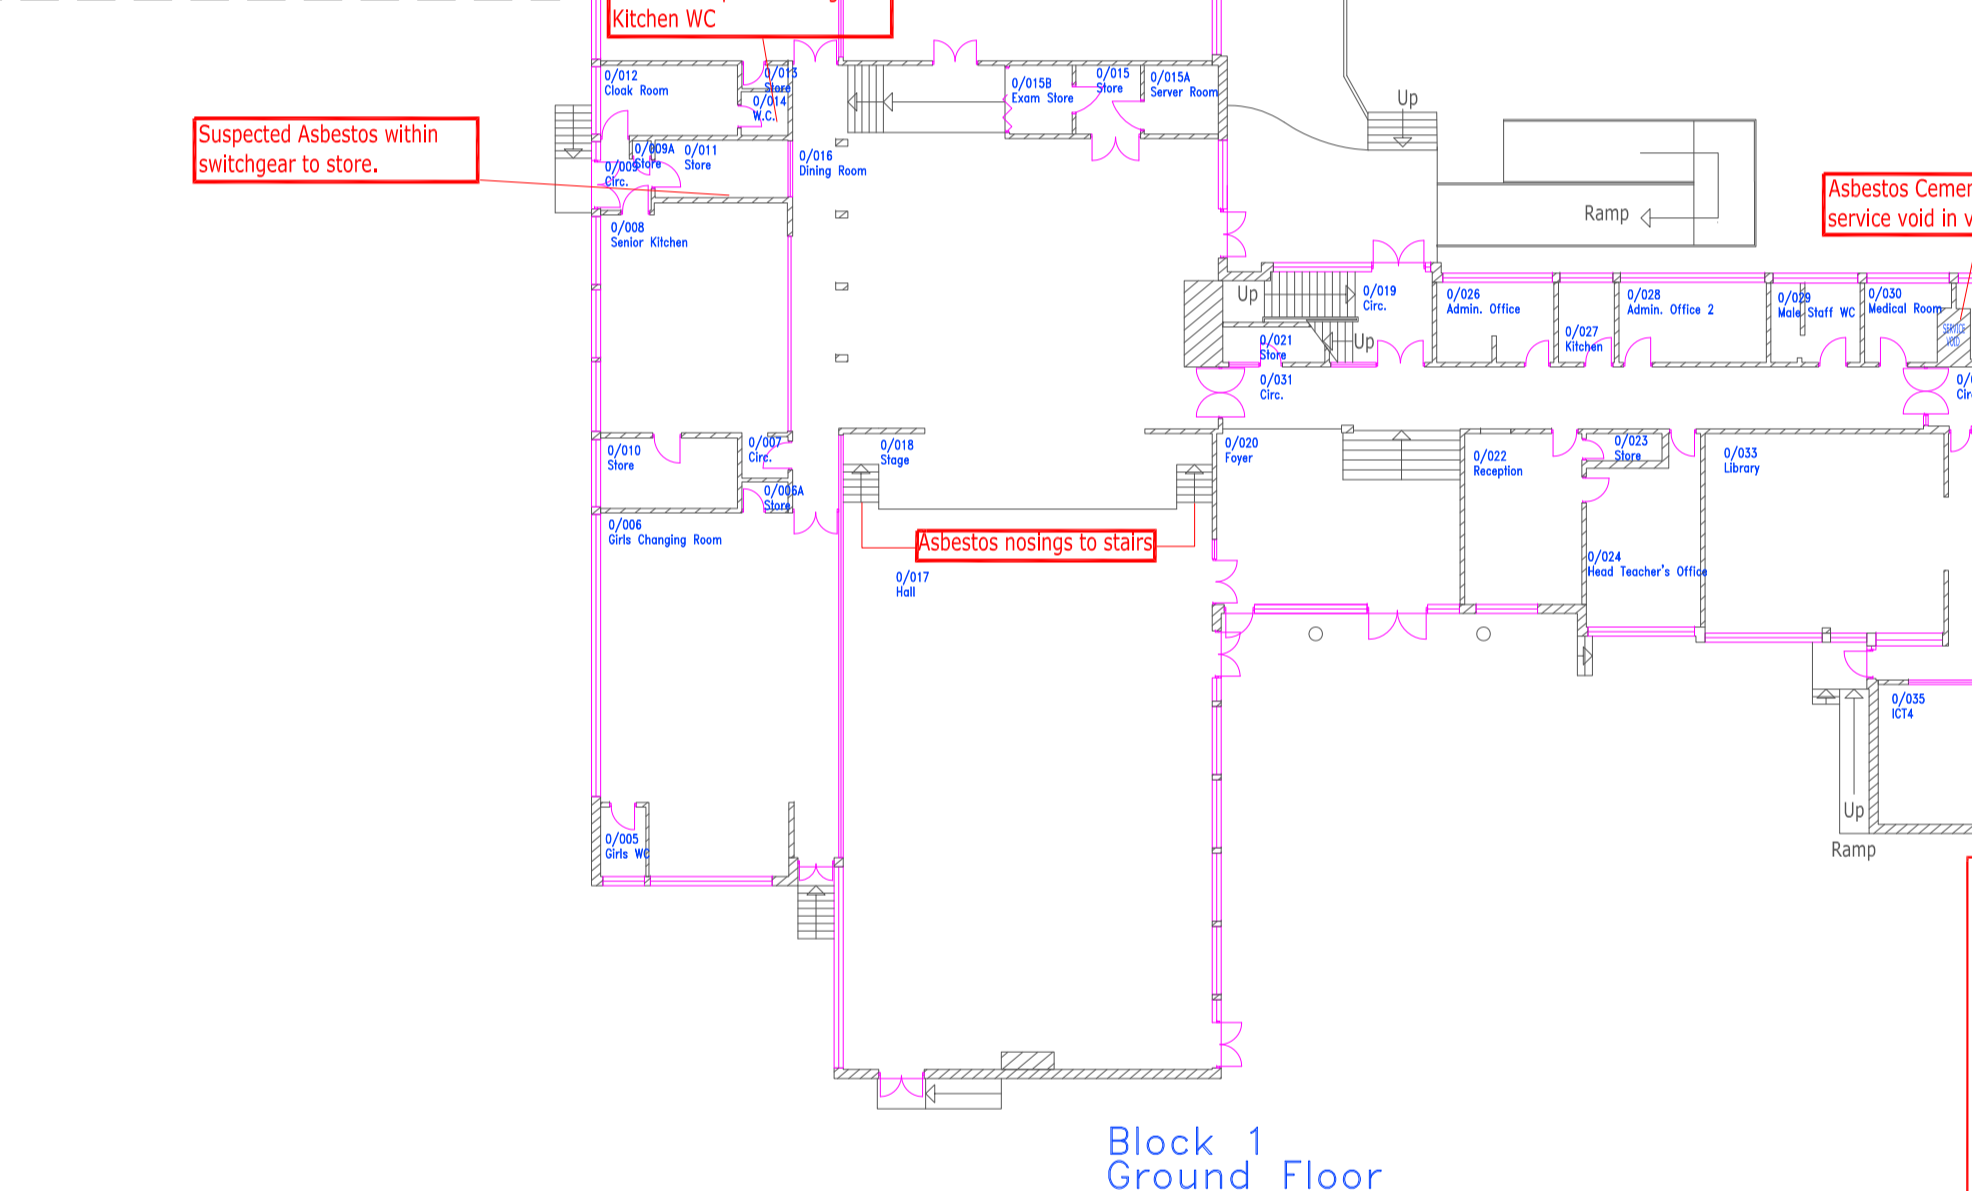 Kitchen WC
0/012
Cloak Room
0/013
Store
0/014
W.C.
0/015B
Exam Store
0/015
Store
0/015A
Server Room
Up
Suspected Asbestos within
switchgear to store.
0/009A
Store
0/011
Store
0/009
Circ.
0/016
Dining Room
0/008
Senior Kitchen
Ramp
Asbestos Cemen
service void in v
Up
0/019
Circ.
0/026
Admin. Office
0/027
Kitchen
0/028
Admin. Office 2
0/029
Male Staff WC
0/030
Medical Room
SERVICE
VOID
0/021
Store
Up
0/031
Circ.
0/010
Store
0/007
Circ.
0/006A
Store
0/018
Stage
0/020
Foyer
0/022
Reception
0/023
Store
0/033
Library
0/006
Girls Changing Room
Asbestos nosings to stairs
0/017
Hall
0/024
Head Teacher's Office
0/035
ICT4
Up
Ramp
0/005
Girls WC
Block 1
Ground Floor